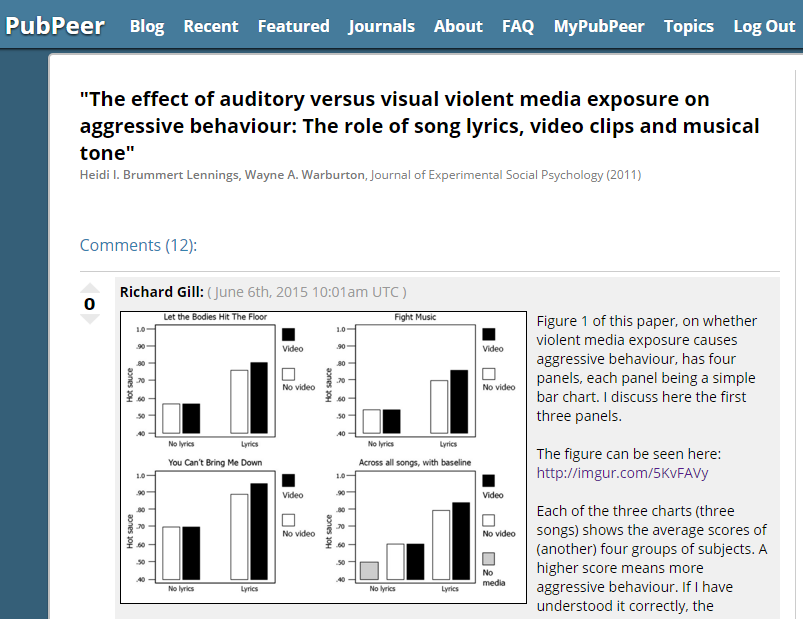 PubPeer Blog Recent Featured Journals About FAQ MyPubPeer Topics Log Out
"The effect of auditory versus visual violent media exposure on
aggressive behaviour: The role of song lyrics, video clips and musical
tone"
Heidi I. Brummert Lennings, Wayne A. Warburton, Journal of Experimental Social Psychology (2011)
Comments (12):
0
Richard Gill: ( June 6th, 2015 10:01am UTC )
Let the Bodies Hit The Floor
Hot sauce
1.0
.90
.80
.70
.60
.50
.40
No lyrics Lyrics
Video
No video
Fight Music
Hot sauce
1.0
.90
.80
.70
.60
.50
.40
No lyrics Lyrics
Video
No video
You Can't Bring Me Down
Hot sauce
1.0
.90
.80
.70
.60
.50
.40
No lyrics Lyrics
Video
No video
Across all songs, with baseline
Hot sauce
1.0
.90
.80
.70
.60
.50
.40
No lyrics Lyrics
Video
No video
No
media
Figure 1 of this paper, on whether
violent media exposure causes
aggressive behaviour, has four
panels, each panel being a simple
bar chart. I discuss here the first
three panels.
The figure can be seen here:
http://imgur.com/5KvFAVy
Each of the three charts (three
songs) shows the average scores of
(another) four groups of subjects. A
higher score means more
aggressive behaviour. If I have
understood it correctly, the